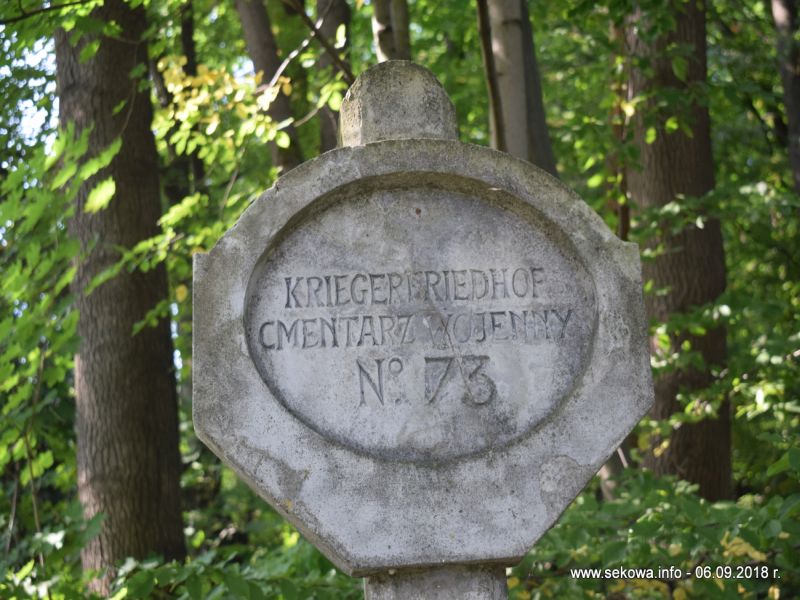 KRIEGERFRIEDHOF
CMENTARZ WOJENNY
No. 73
www.sekowa.info - 06.09.2018 r.